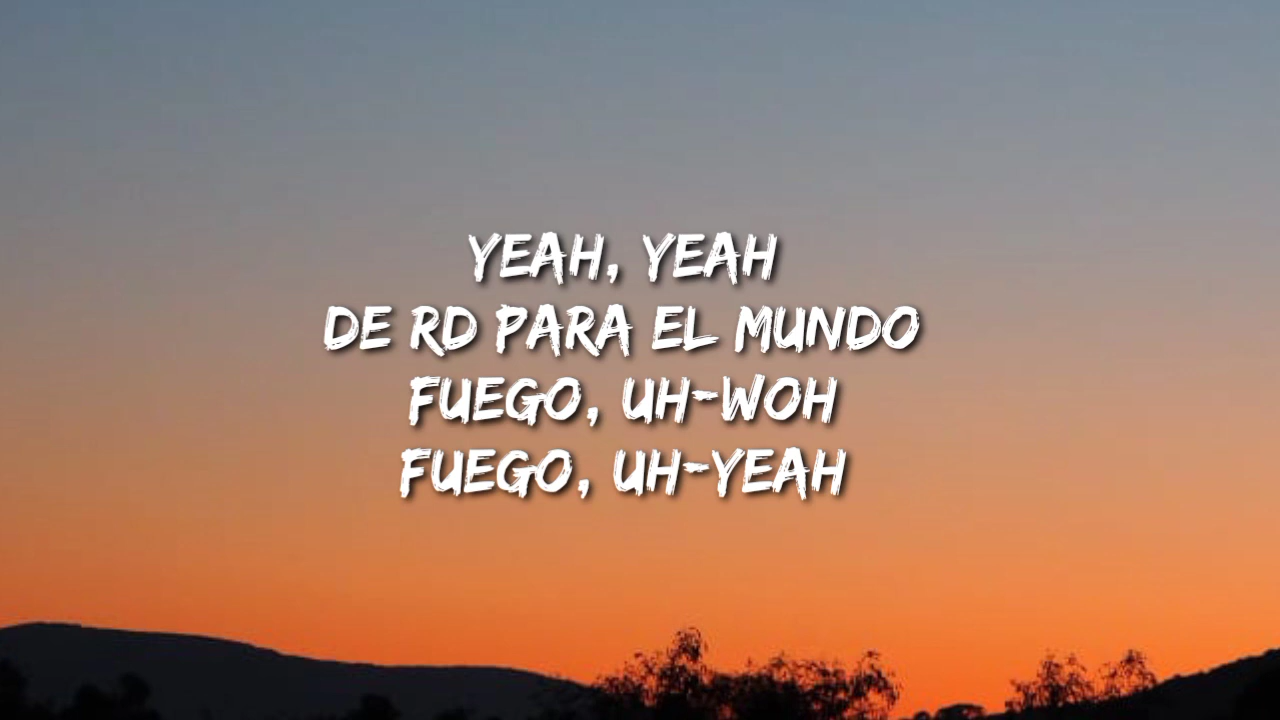 YEAH, YEAH
DE RD PARA EL MUNDO
FUEGO, UH-WOH
FUEGO, UH-YEAH